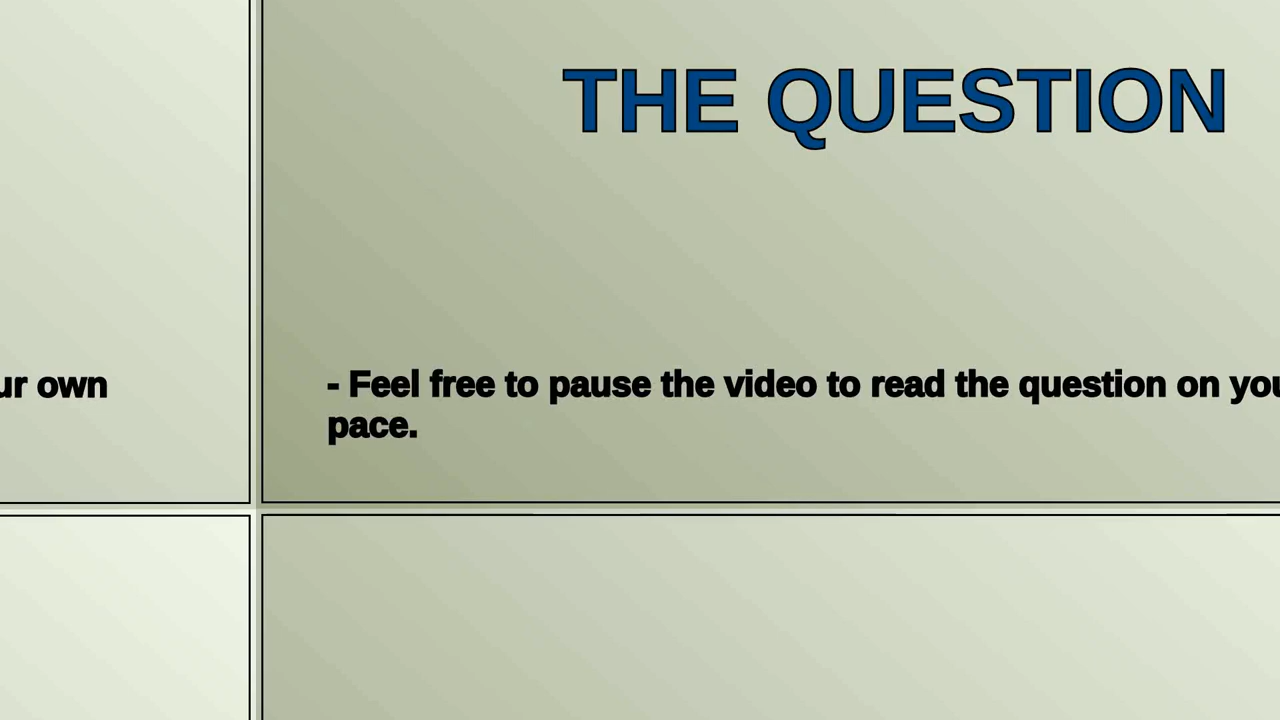 THE QUESTION
ur own
- Feel free to pause the video to read the question on you
pace.